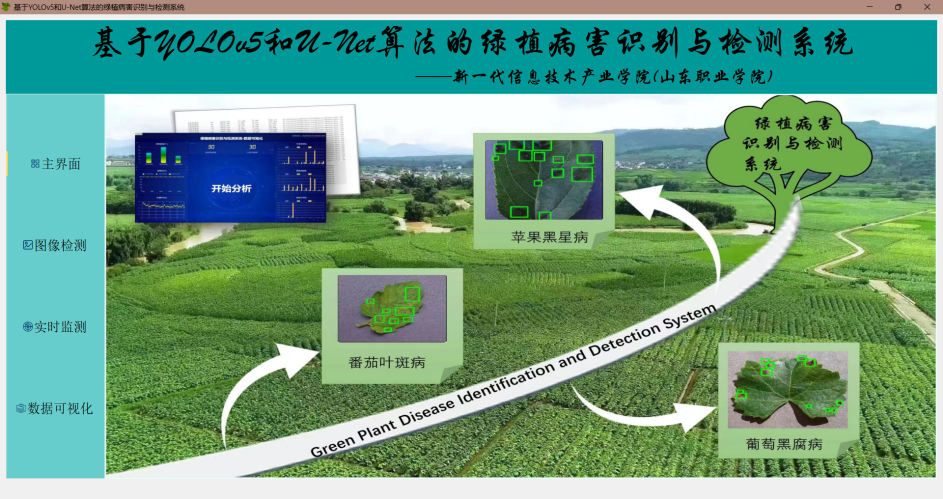 基于YOLOv5和U-Net算法的绿植病害识别与检测系统
基于YOLOv5和U-Net算法的绿植病害识别与检测系统
——新一代信息技术产业学院(山东职业学院)
主界面
图像检测
实时监测
数据可视化
30
30
开始分析
苹果黑星病
绿植病害
识别与检测
系统
番茄叶斑病
Green Plant Disease Identification and Detection System
葡萄黑腐病